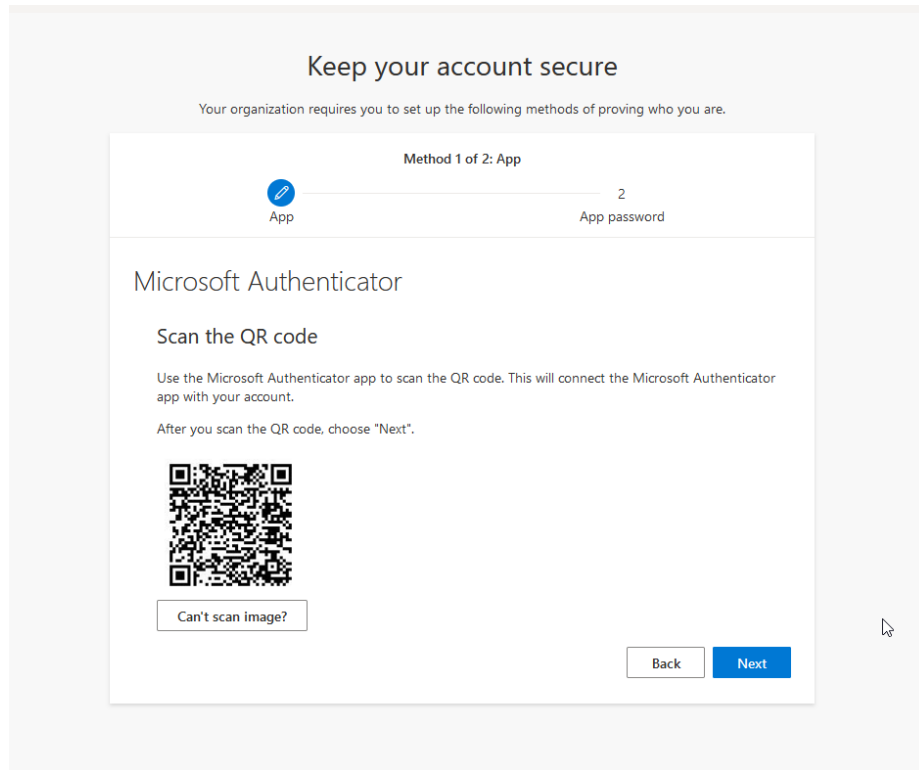 Keep your account secure
Your organization requires you to set up the following methods of proving who you are.
Method 1 of 2: App
2
App
App password
Microsoft Authenticator
Scan the QR code
Use the Microsoft Authenticator app to scan the QR code. This will connect the Microsoft Authenticator
app with your account.
After you scan the QR code, choose "Next".
Can't scan image?
Back
Next